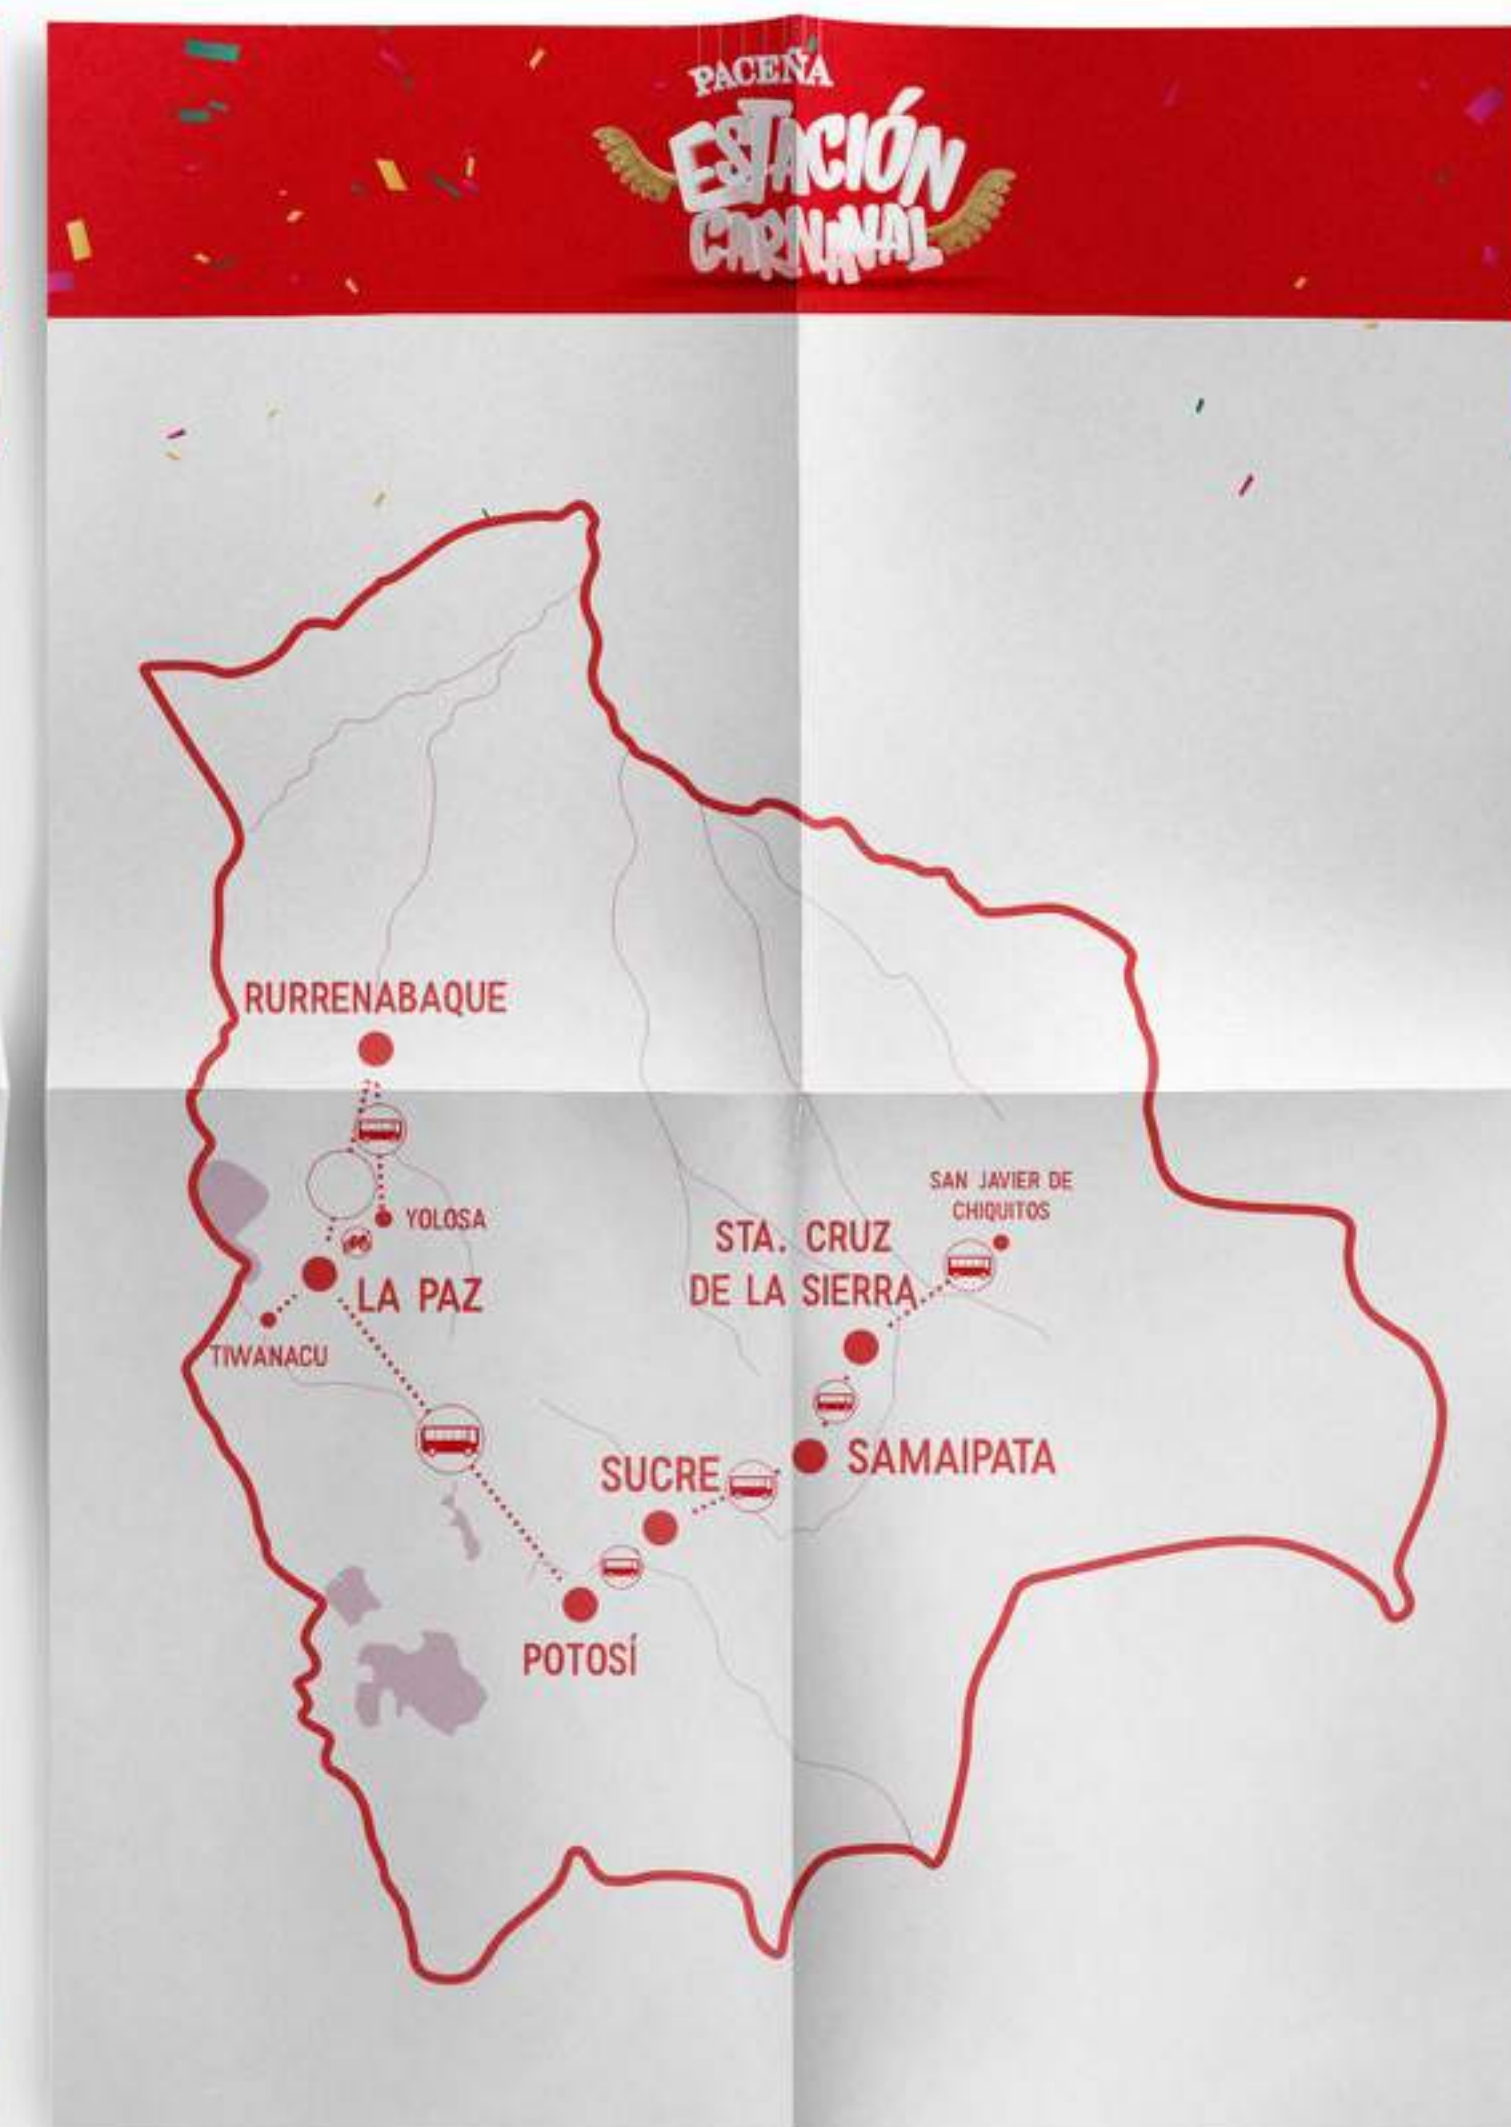 PACEÑA
ESTACIÓN
CARNAVAL
RURRENABAQUE
YOLOSA
SAN JAVIER DE
CHIQUITOS
STA. CRUZ
DE LA SIERRA
LA PAZ
TIWANACU
SUCRE
SAMAIPATA
POTOSÍ